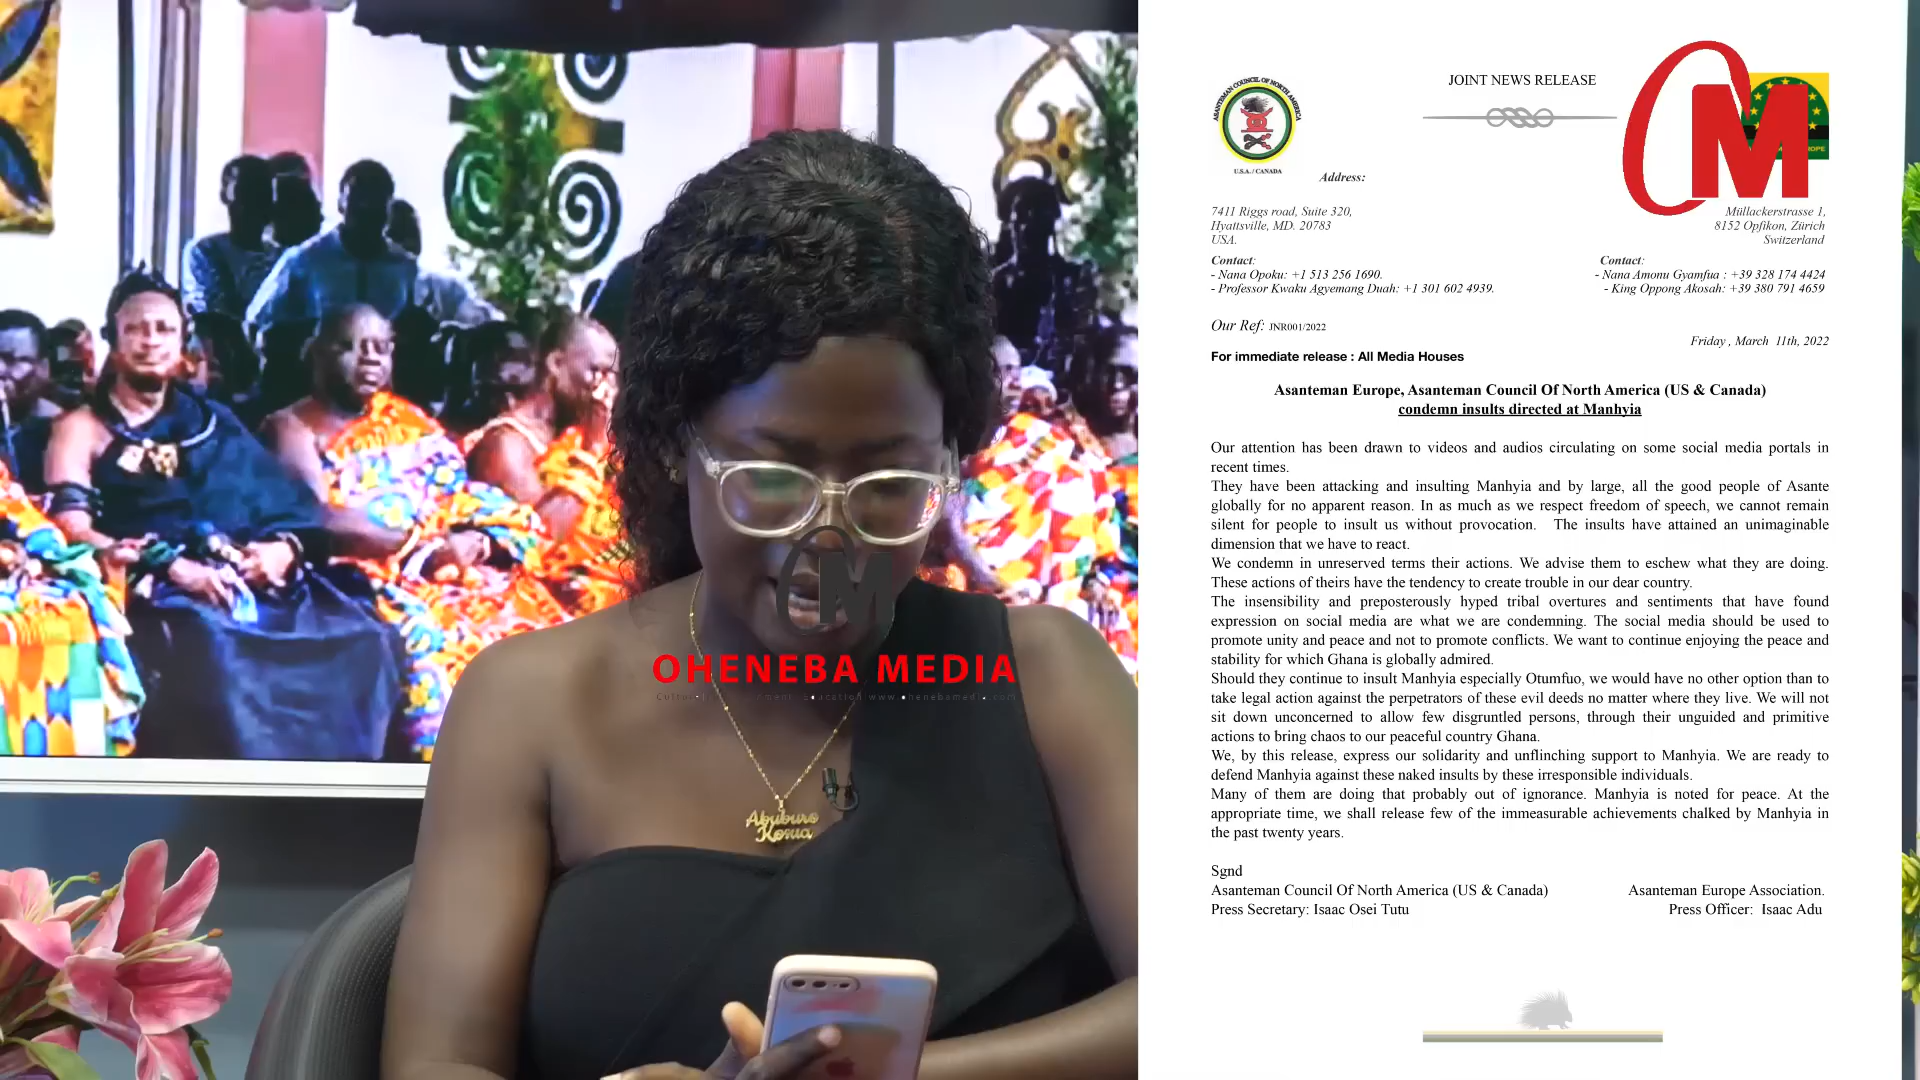 JOINT NEWS RELEASE
ASANTEMAN COUNCIL OF NORTH AMERICA
U.S.A. / CANADA
M
OPE
Address:
7411 Riggs road, Suite 320,
Hyattsville, MD. 20783
USA.
Müllackerstrasse 1,
8152 Opfikon, Zürich
Switzerland
Contact:
- Nana Opoku: +1 513 256 1690.
- Professor Kwaku Agyemang Duah: +1 301 602 4939.
Contact:
- Nana Amonu Gyamfua : +39 328 174 4424
- King Oppong Akosah: +39 380 791 4659
Our Ref: JNR001/2022
Friday , March 11th, 2022
For immediate release : All Media Houses
Asanteman Europe, Asanteman Council Of North America (US & Canada)
condemn insults directed at Manhyia
Our attention has been drawn to videos and audios circulating on some social media portals in
recent times.
They have been attacking and insulting Manhyia and by large, all the good people of Asante
globally for no apparent reason. In as much as we respect freedom of speech, we cannot remain
silent for people to insult us without provocation. The insults have attained an unimaginable
dimension that we have to react.
We condemn in unreserved terms their actions. We advise them to eschew what they are doing.
These actions of theirs have the tendency to create trouble in our dear country.
The insensibility and preposterously hyped tribal overtures and sentiments that have found
expression on social media are what we are condemning. The social media should be used to
promote unity and peace and not to promote conflicts. We want to continue enjoying the peace and
stability for which Ghana is globally admired.
Should they continue to insult Manhyia especially Otumfuo, we would have no other option than to
take legal action against the perpetrators of these evil deeds no matter where they live. We will not
sit down unconcerned to allow few disgruntled persons, through their unguided and primitive
actions to bring chaos to our peaceful country Ghana.
We, by this release, express our solidarity and unflinching support to Manhyia. We are ready to
defend Manhyia against these naked insults by these irresponsible individuals.
Many of them are doing that probably out of ignorance. Manhyia is noted for peace. At the
appropriate time, we shall release few of the immeasurable achievements chalked by Manhyia in
the past twenty years.
Sgnd
Asanteman Council Of North America (US & Canada)
Press Secretary: Isaac Osei Tutu
Asanteman Europe Association.
Press Officer: Isaac Adu
M
OHENEBA MEDIA
Education www.ohenebamedia.com
Abuburo
Kosua